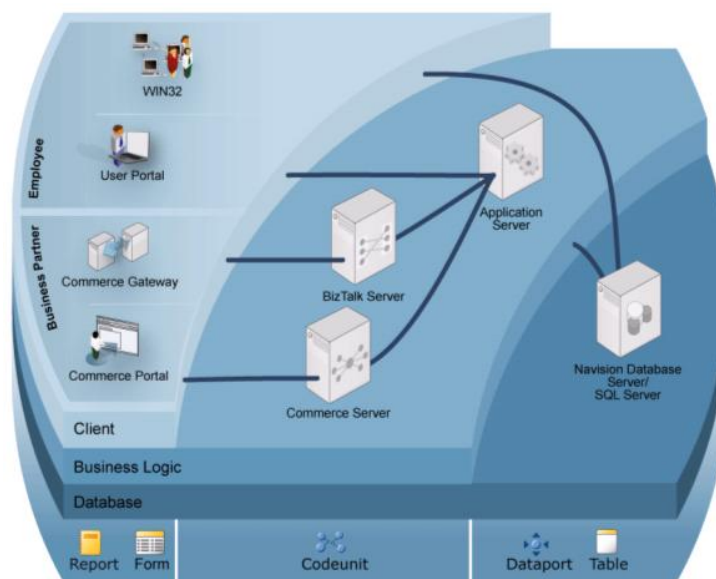 Employee
WIN32
User Portal
Business Partner
Commerce Gateway
Commerce Portal
Application
Server
BizTalk Server
Commerce Server
Navision Database
Server/
SQL Server
Client
Business Logic
Database
Report
Form
Codeunit
Dataport
Table